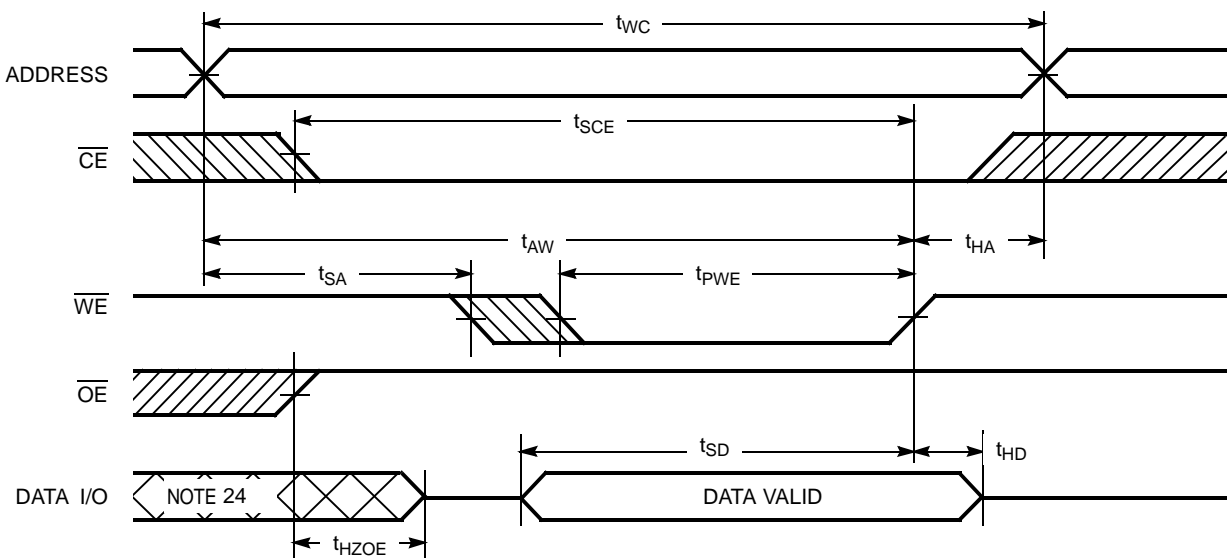 tWC
ADDRESS
tSCE
CE
tAW
tHA
tSA
tPWE
WE
OE
tSD
tHD
DATA I/O
NOTE 24
DATA VALID
tHZOE